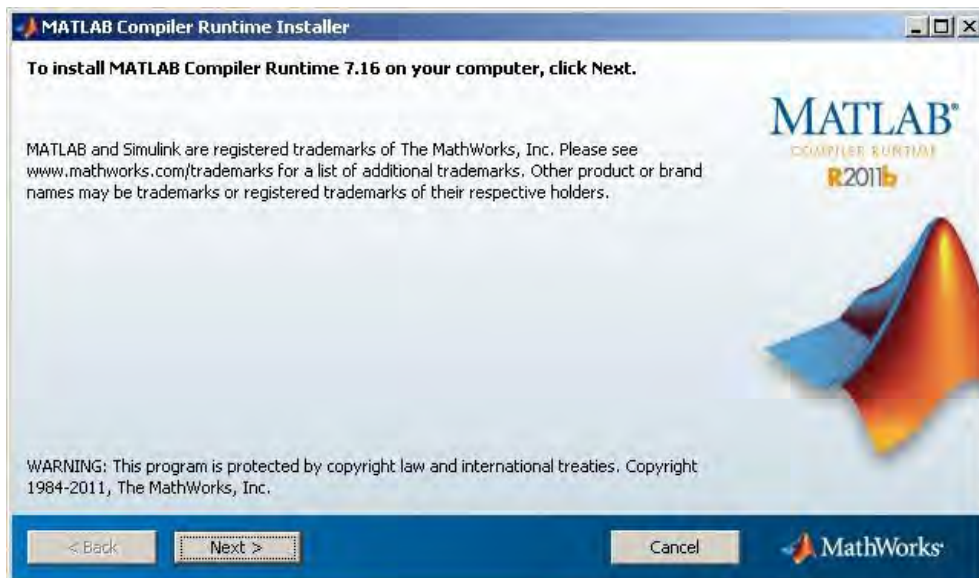 MATLAB Compiler Runtime Installer
To install MATLAB Compiler Runtime 7.16 on your computer, click Next.
MATLAB®
COMPILER RUNTIME
R2011b
MATLAB and Simulink are registered trademarks of The MathWorks, Inc. Please see
www.mathworks.com/trademarks for a list of additional trademarks. Other product or brand
names may be trademarks or registered trademarks of their respective holders.
WARNING: This program is protected by copyright law and international treaties. Copyright
1984-2011, The MathWorks, Inc.
< Back
Next >
Cancel
MathWorks®